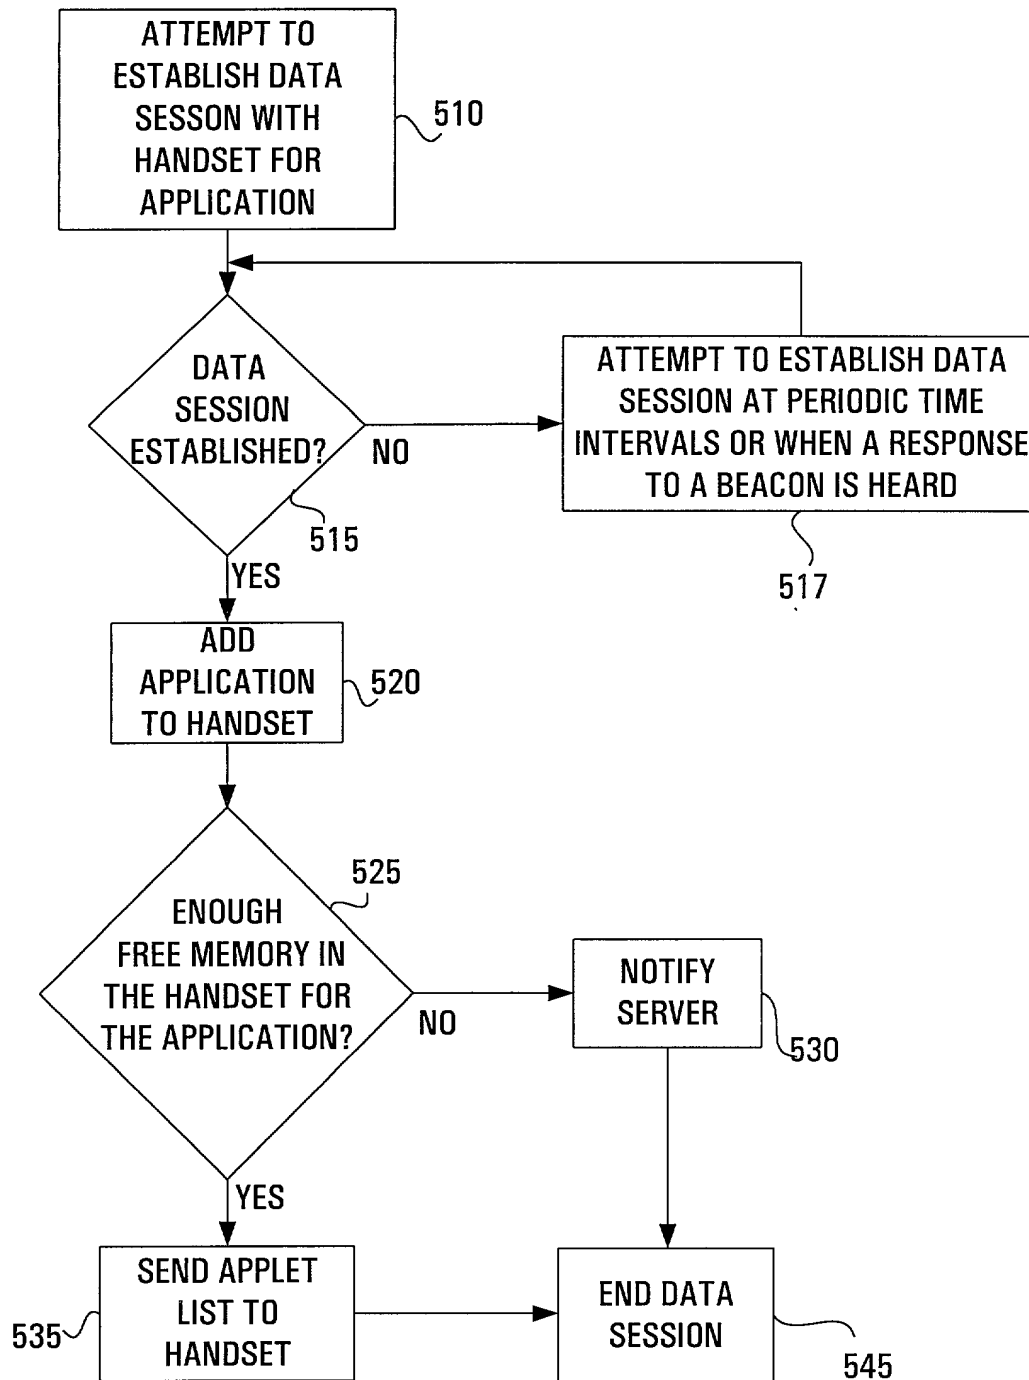 ATTEMPT TO
ESTABLISH DATA
SESSON WITH
HANDSET FOR
APPLICATION
510
DATA
SESSION
ESTABLISHED?
NO
515
YES
ATTEMPT TO ESTABLISH DATA
SESSION AT PERIODIC TIME
INTERVALS OR WHEN A RESPONSE
TO A BEACON IS HEARD
517
ADD
APPLICATION
TO HANDSET
520
ENOUGH
FREE MEMORY IN
THE HANDSET FOR
THE APPLICATION?
525
NO
YES
NOTIFY
SERVER
530
SEND APPLET
LIST TO
HANDSET
535
END DATA
SESSION
545